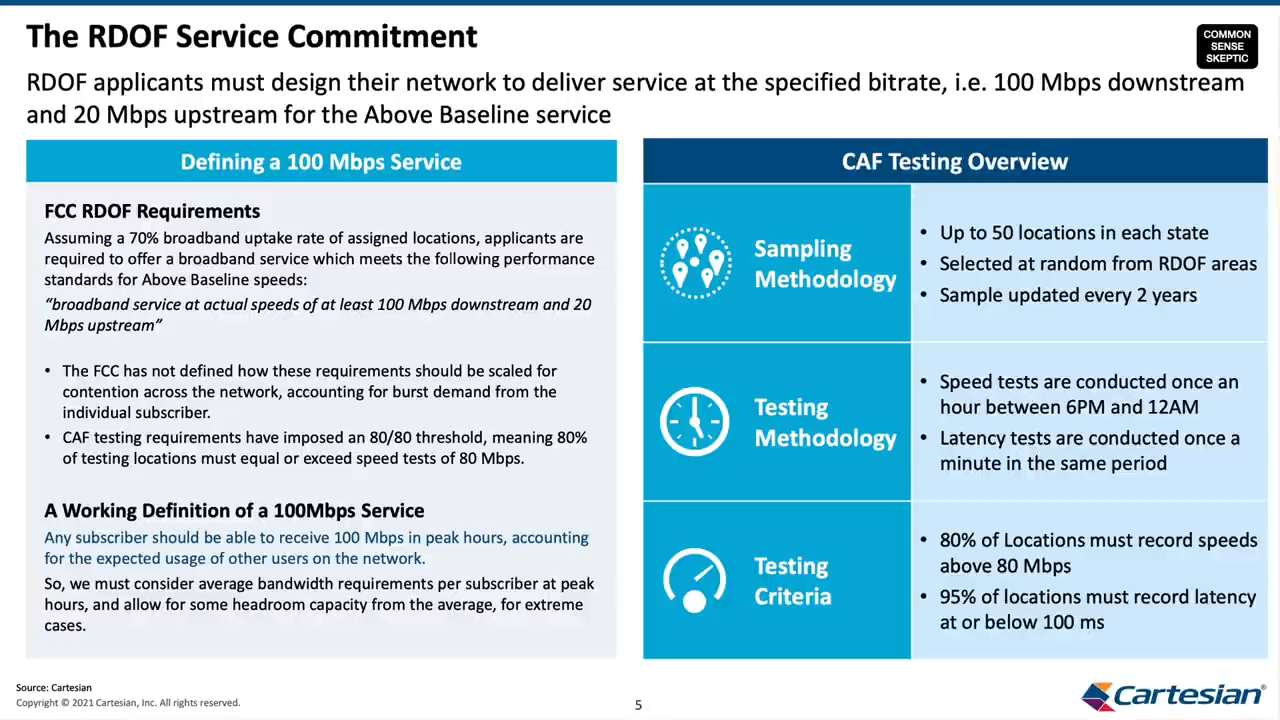 The RDOF Service Commitment
COMMON
SENSE
SKEPTIC
RDOF applicants must design their network to deliver service at the specified bitrate, i.e. 100 Mbps downstream
and 20 Mbps upstream for the Above Baseline service
Defining a 100 Mbps Service
FCC RDOF Requirements
Assuming a 70% broadband uptake rate of assigned locations, applicants are
required to offer a broadband service which meets the following performance
standards for Above Baseline speeds:
“broadband service at actual speeds of at least 100 Mbps downstream and 20
Mbps upstream”
• The FCC has not defined how these requirements should be scaled for
contention across the network, accounting for burst demand from the
individual subscriber.
• CAF testing requirements have imposed an 80/80 threshold, meaning 80%
of testing locations must equal or exceed speed tests of 80 Mbps.
A Working Definition of a 100Mbps Service
Any subscriber should be able to receive 100 Mbps in peak hours, accounting
for the expected usage of other users on the network.
So, we must consider average bandwidth requirements per subscriber at peak
hours, and allow for some headroom capacity from the average, for extreme
cases.
CAF Testing Overview
Sampling
Methodology
• Up to 50 locations in each state
• Selected at random from RDOF areas
• Sample updated every 2 years
Testing
Methodology
• Speed tests are conducted once an
hour between 6PM and 12AM
• Latency tests are conducted once a
minute in the same period
Testing
Criteria
• 80% of Locations must record speeds
above 80 Mbps
• 95% of locations must record latency
at or below 100 ms
Source: Cartesian
Copyright © 2021 Cartesian, Inc. All rights reserved.
5
Cartesian®